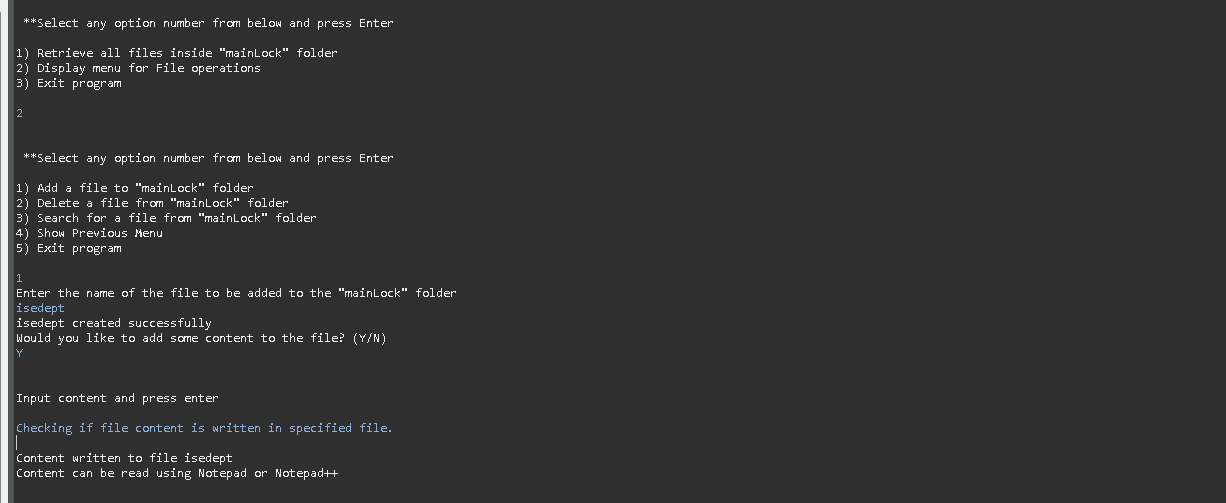 **Select any option number from below and press Enter
1) Retrieve all files inside "mainLock" folder
2) Display menu for File operations
3) Exit program
2
**Select any option number from below and press Enter
1) Add a file to "mainLock" folder
2) Delete a file from "mainLock" folder
3) Search for a file from "mainLock" folder
4) Show Previous Menu
5) Exit program
1
Enter the name of the file to be added to the "mainLock" folder
isedept
isedept created successfully
Would you like to add some content to the file? (Y/N)
Y
Input content and press enter
Checking if file content is written in specified file.
Content written to file isedept
Content can be read using Notepad or Notepad++